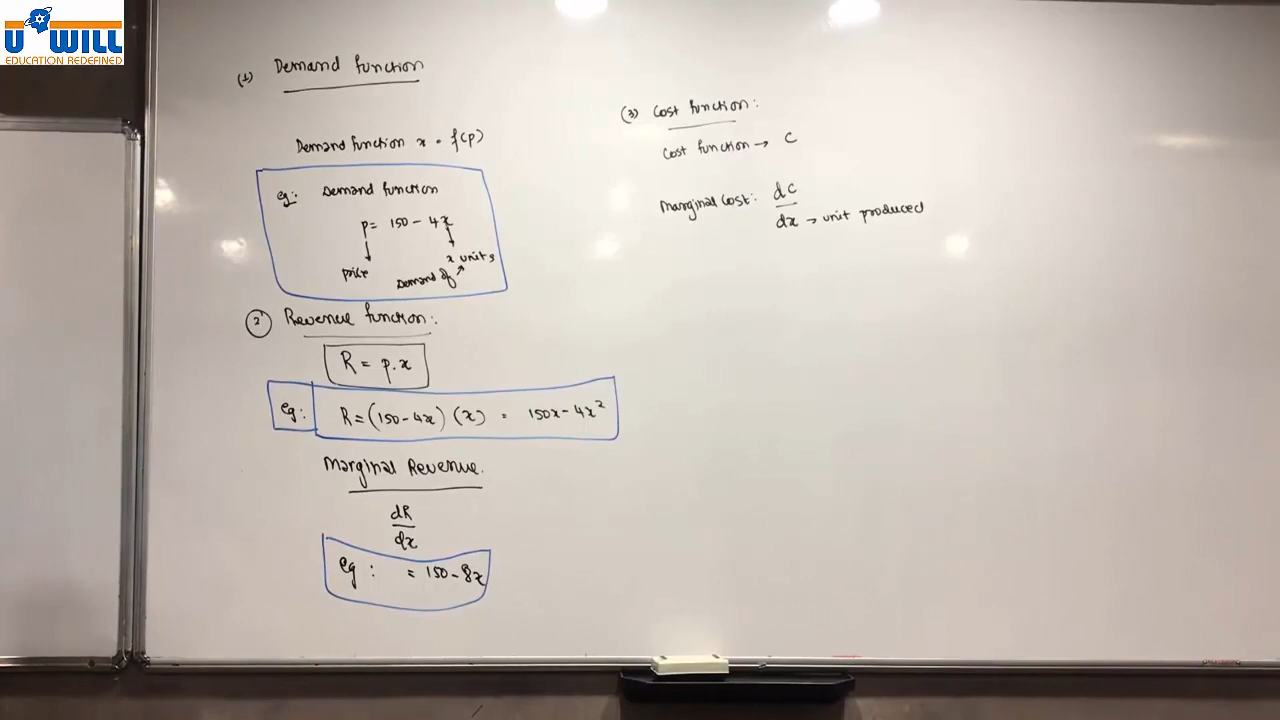 U WILL
EDUCATION REDEFINED
(1) Demand function
Demand function x = f(p)
eg: Demand function
p = 150 - 4x
price
x units
Demand of
2 Revenue function:
R = p.x
eg: R = (150-4x) (x) = 150x - 4x²
Marginal Revenue.
dR
dx
eg: = 150 - 8x
(3) Cost function:
Cost function → C
Marginal Cost: dC
dx → unit produced